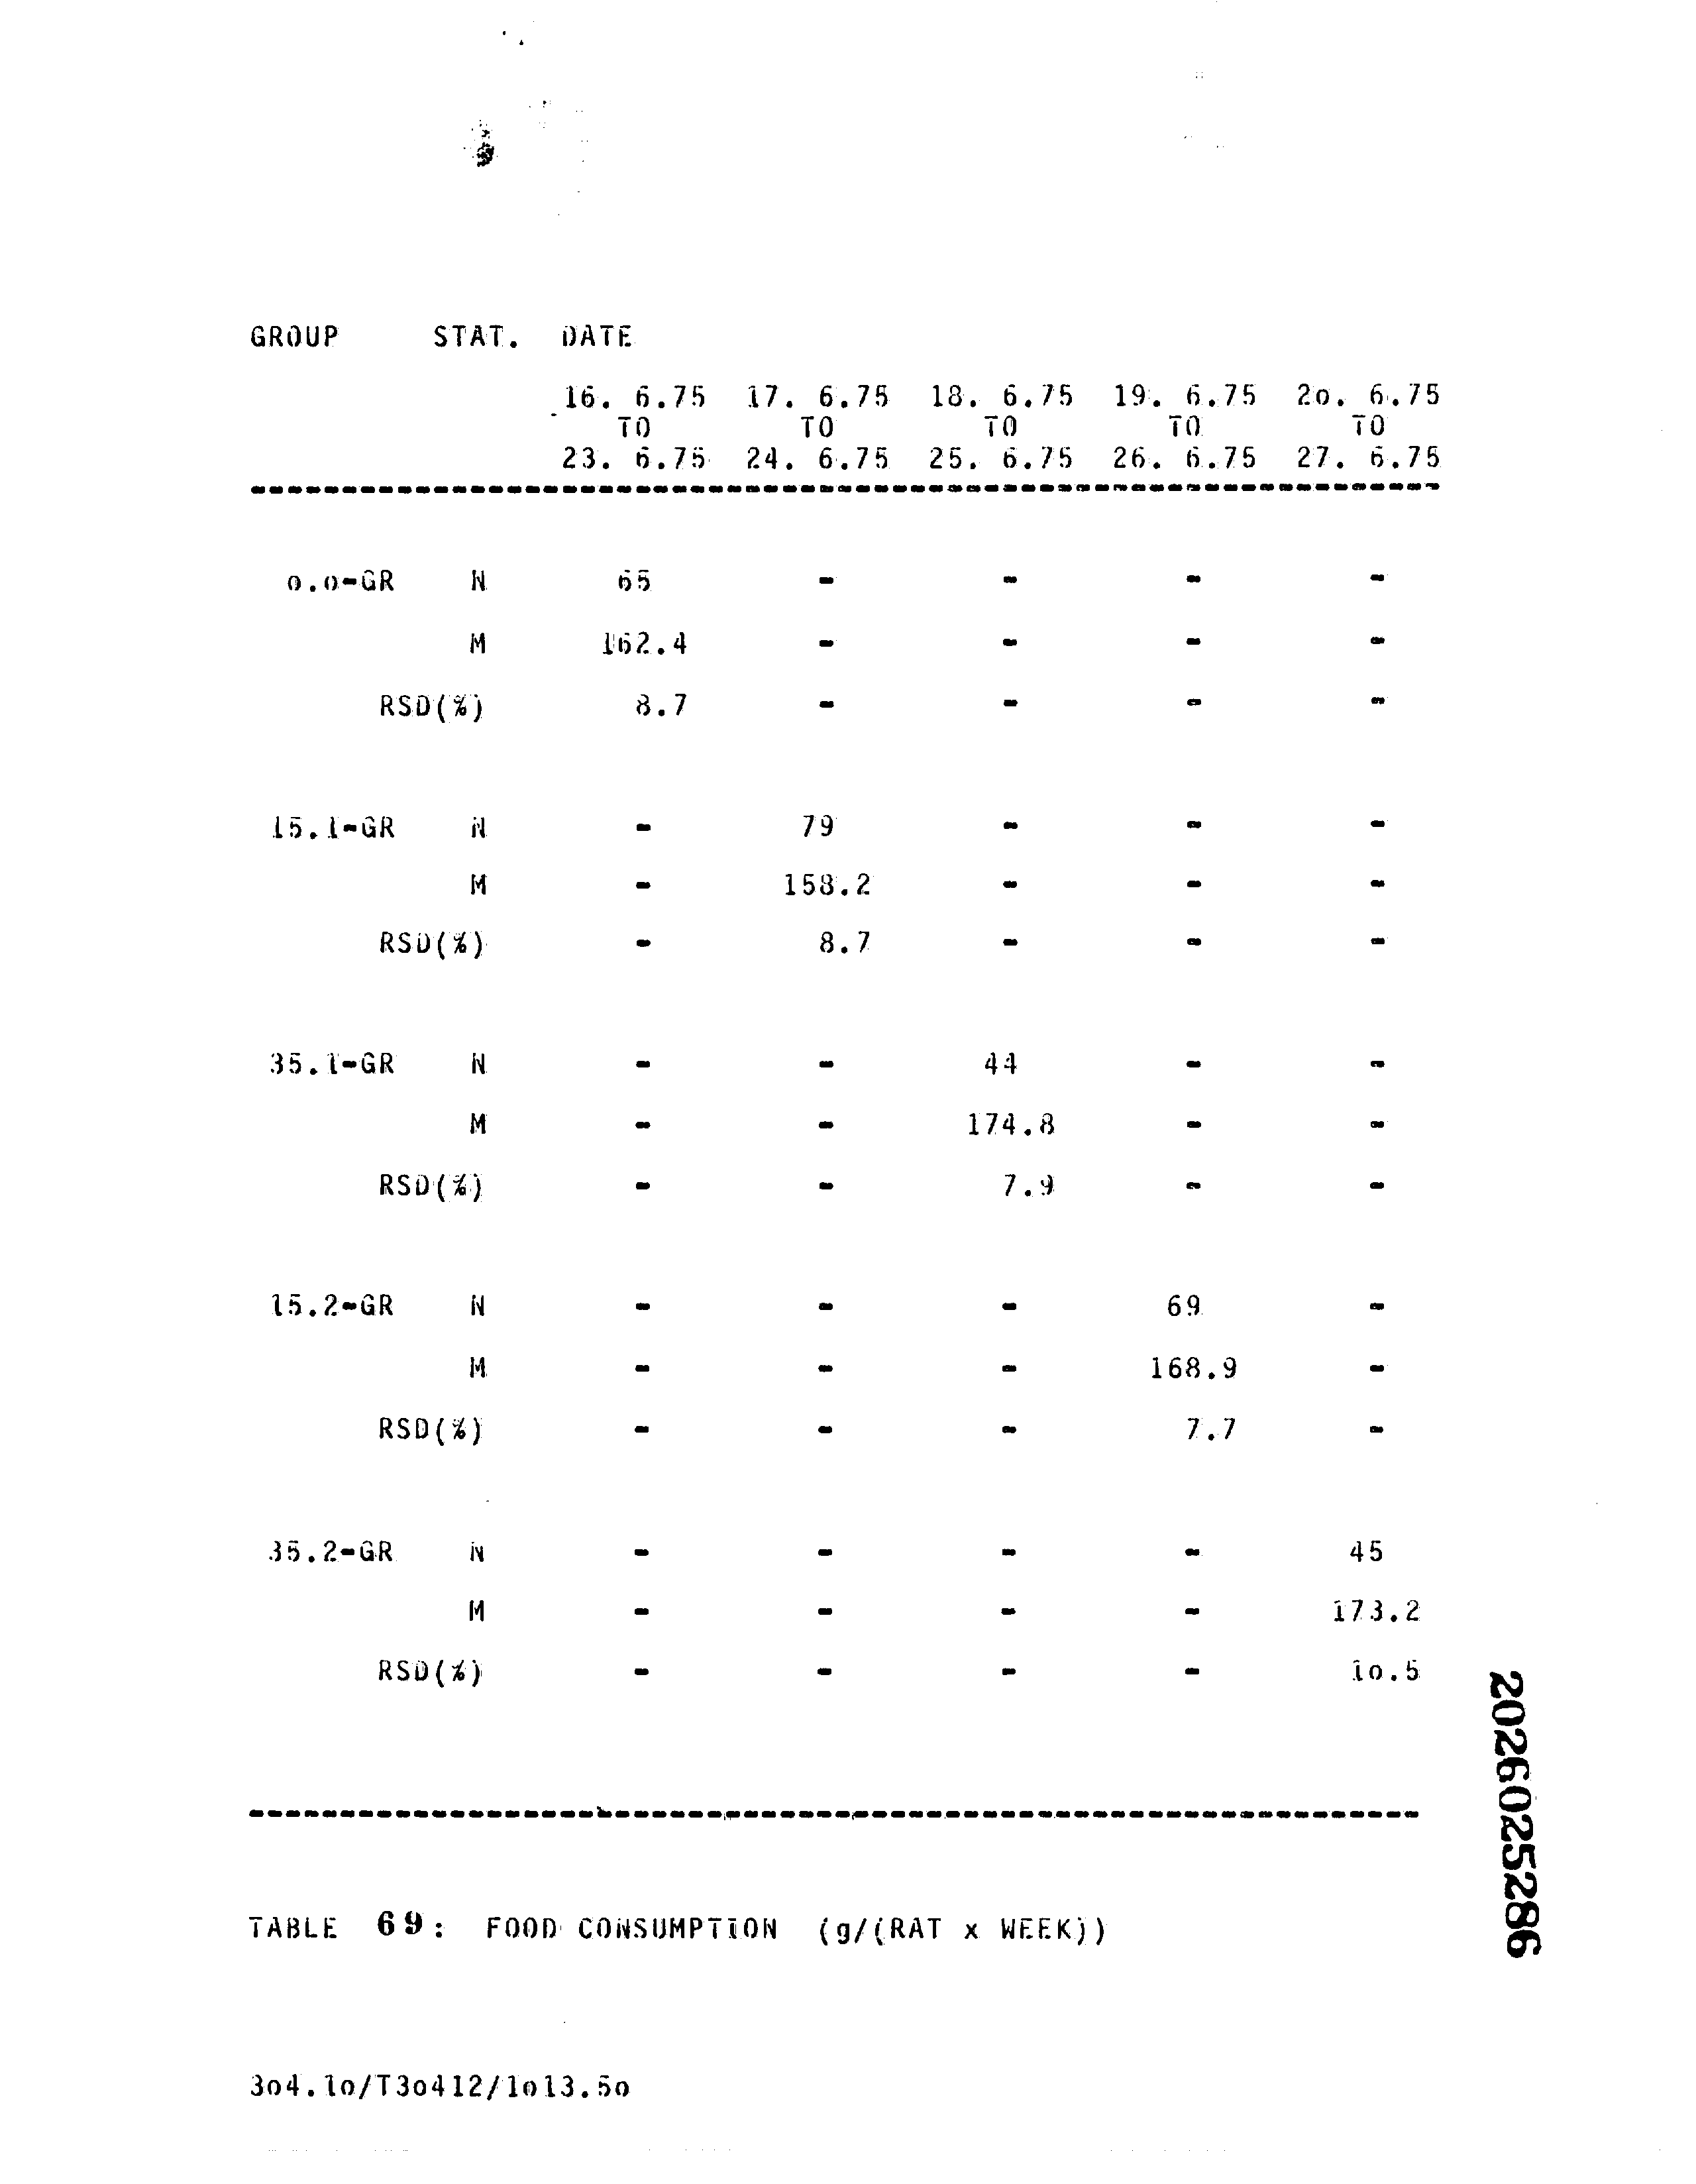 GROUP STAT. DATE
16. 6.75 17. 6.75 18. 6.75 19. 6.75 2o. 6.75
TO TO TO TO TO
23. 6.75 24. 6.75 25. 6.75 26. 6.75 27. 6.75
o.o-GR N 65 - - - -
M 162.4 - - - -
RSD(%) 8.7 - - - -
15.1-GR N - 79 - - -
M - 158.2 - - -
RSD(%) - 8.7 - - -
35.1-GR N - - 44 - -
M - - 174.8 - -
RSD(%) - - 7.9 - -
15.2-GR N - - - 69 -
M - - - 168.9 -
RSD(%) - - - 7.7 -
35.2-GR N - - - - 45
M - - - - 173.2
RSD(%) - - - - 1o.5
TABLE 69: FOOD CONSUMPTION (g/(RAT x WEEK))
3o4.1o/T3o412/1o13.5o
2026025286